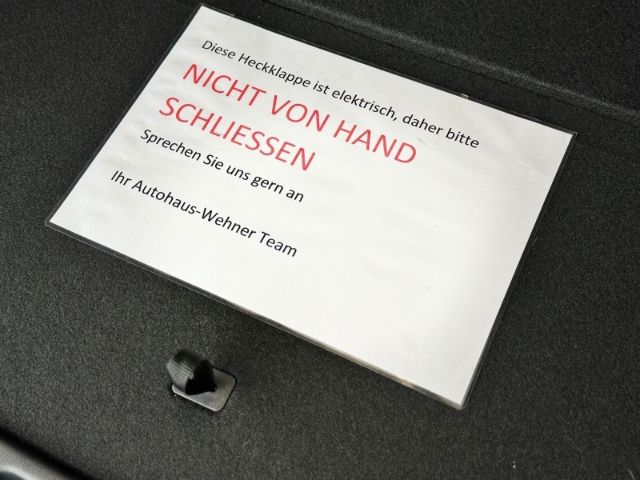 Diese Heckklappe ist elektrisch, daher bitte
NICHT VON HAND
SCHLIESSEN
Sprechen Sie uns gern an
Ihr Autohaus-Wehner Team